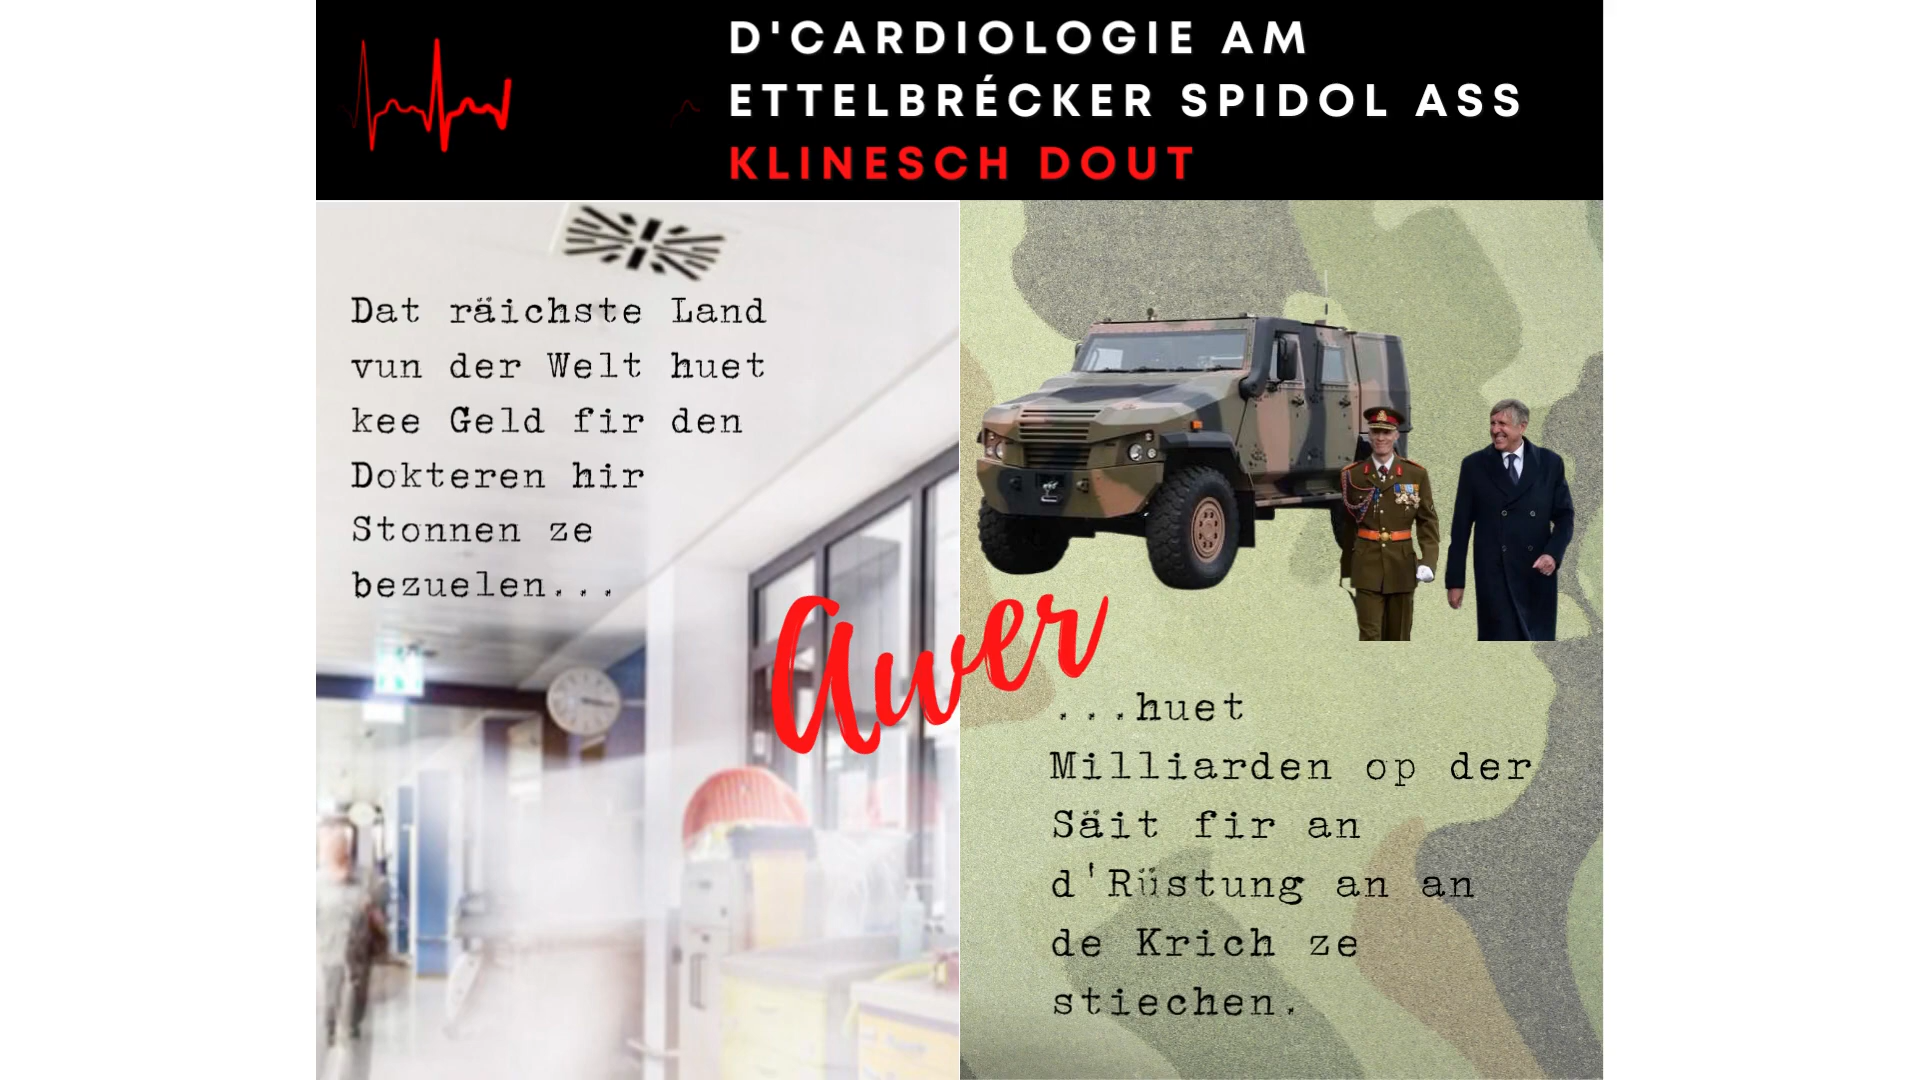 D'CARDIOLOGIE AM
ETTELBRÉCKER SPIDOL ASS
KLINESCH DOUT
Dat räichste Land
vun der Welt huet
kee Geld fir den
Dokteren hir
Stonnen ze
bezuelen...
Awer
...huet
Milliarden op der
Säit fir an
d'Rüstung an an
de Krich ze
stiechen.